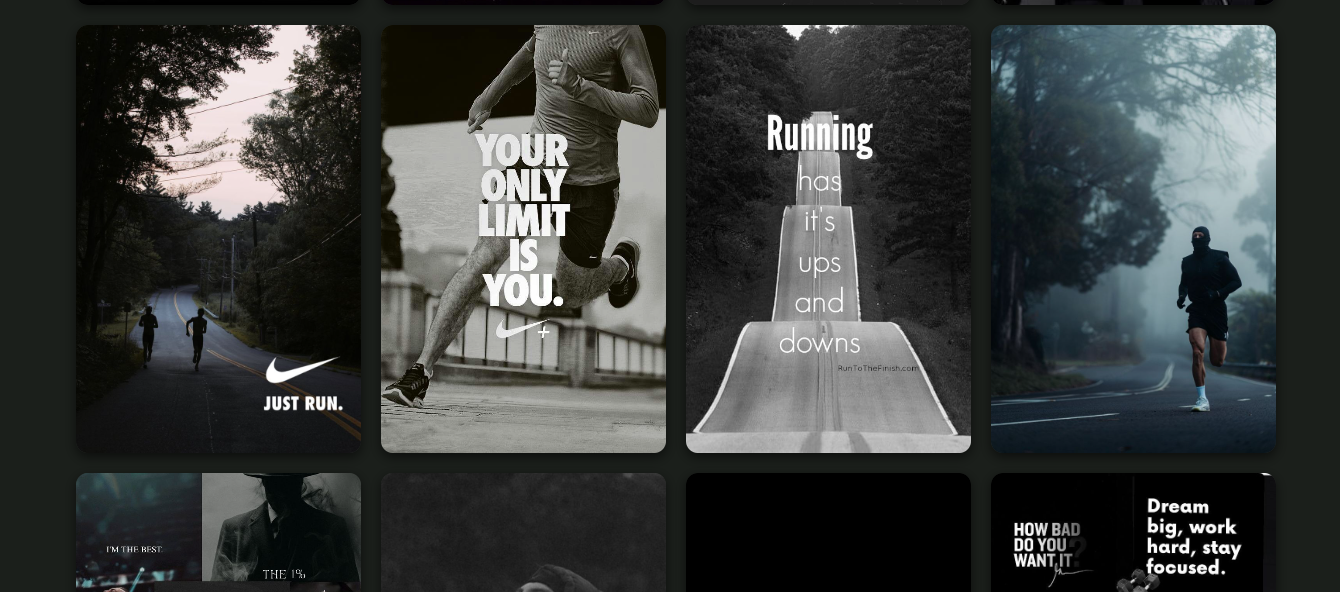 JUST RUN.
YOUR
ONLY
LIMIT
IS
YOU.
+
Running
has
it's
ups
and
downs
RunToTheFinish.com
I'M THE BEST.
THE 1%
HOW BAD
DO YOU
WANT IT?
Dream
big, work
hard, stay
focused.